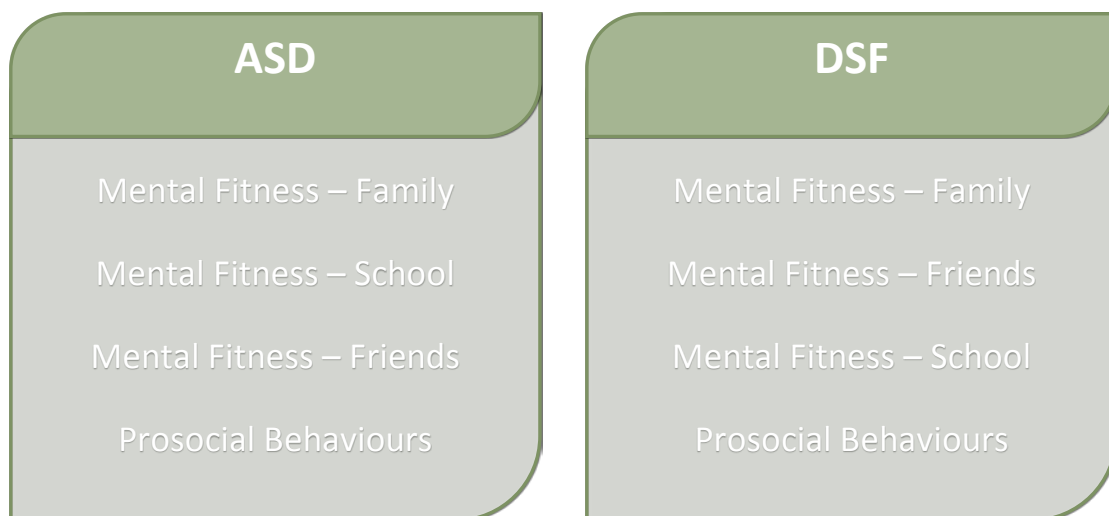 ASD
Mental Fitness – Family
Mental Fitness – School
Mental Fitness – Friends
Prosocial Behaviours
DSF
Mental Fitness – Family
Mental Fitness – Friends
Mental Fitness – School
Prosocial Behaviours